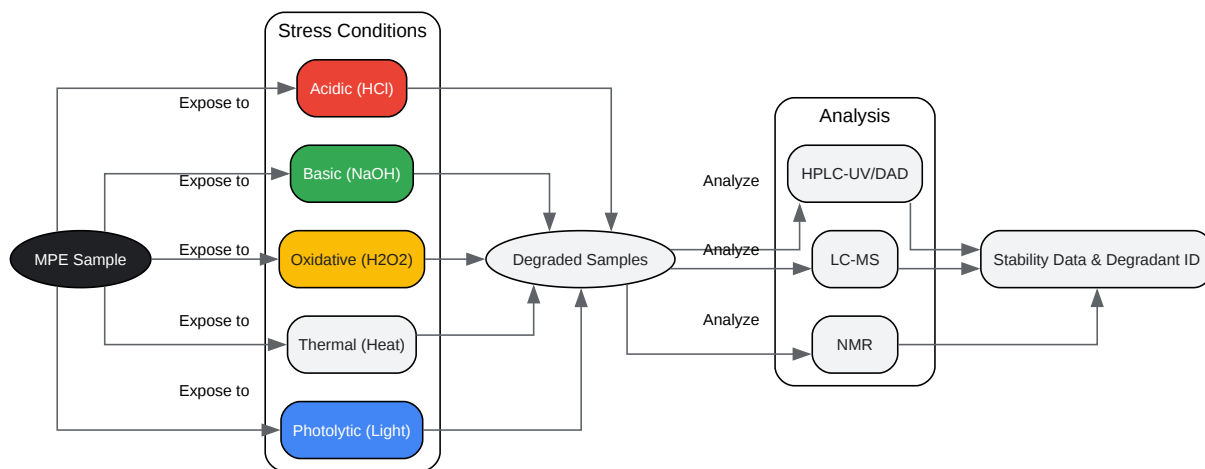 Stress Conditions
Acidic (HCl)
Expose to
Basic (NaOH)
Expose to
MPE Sample
Expose to
Oxidative (H2O2)
Expose to
Thermal (Heat)
Expose to
Photolytic (Light)
Degraded Samples
Analysis
Analyze
HPLC-UV/DAD
Analyze
LC-MS
Analyze
NMR
Stability Data & Degradant ID